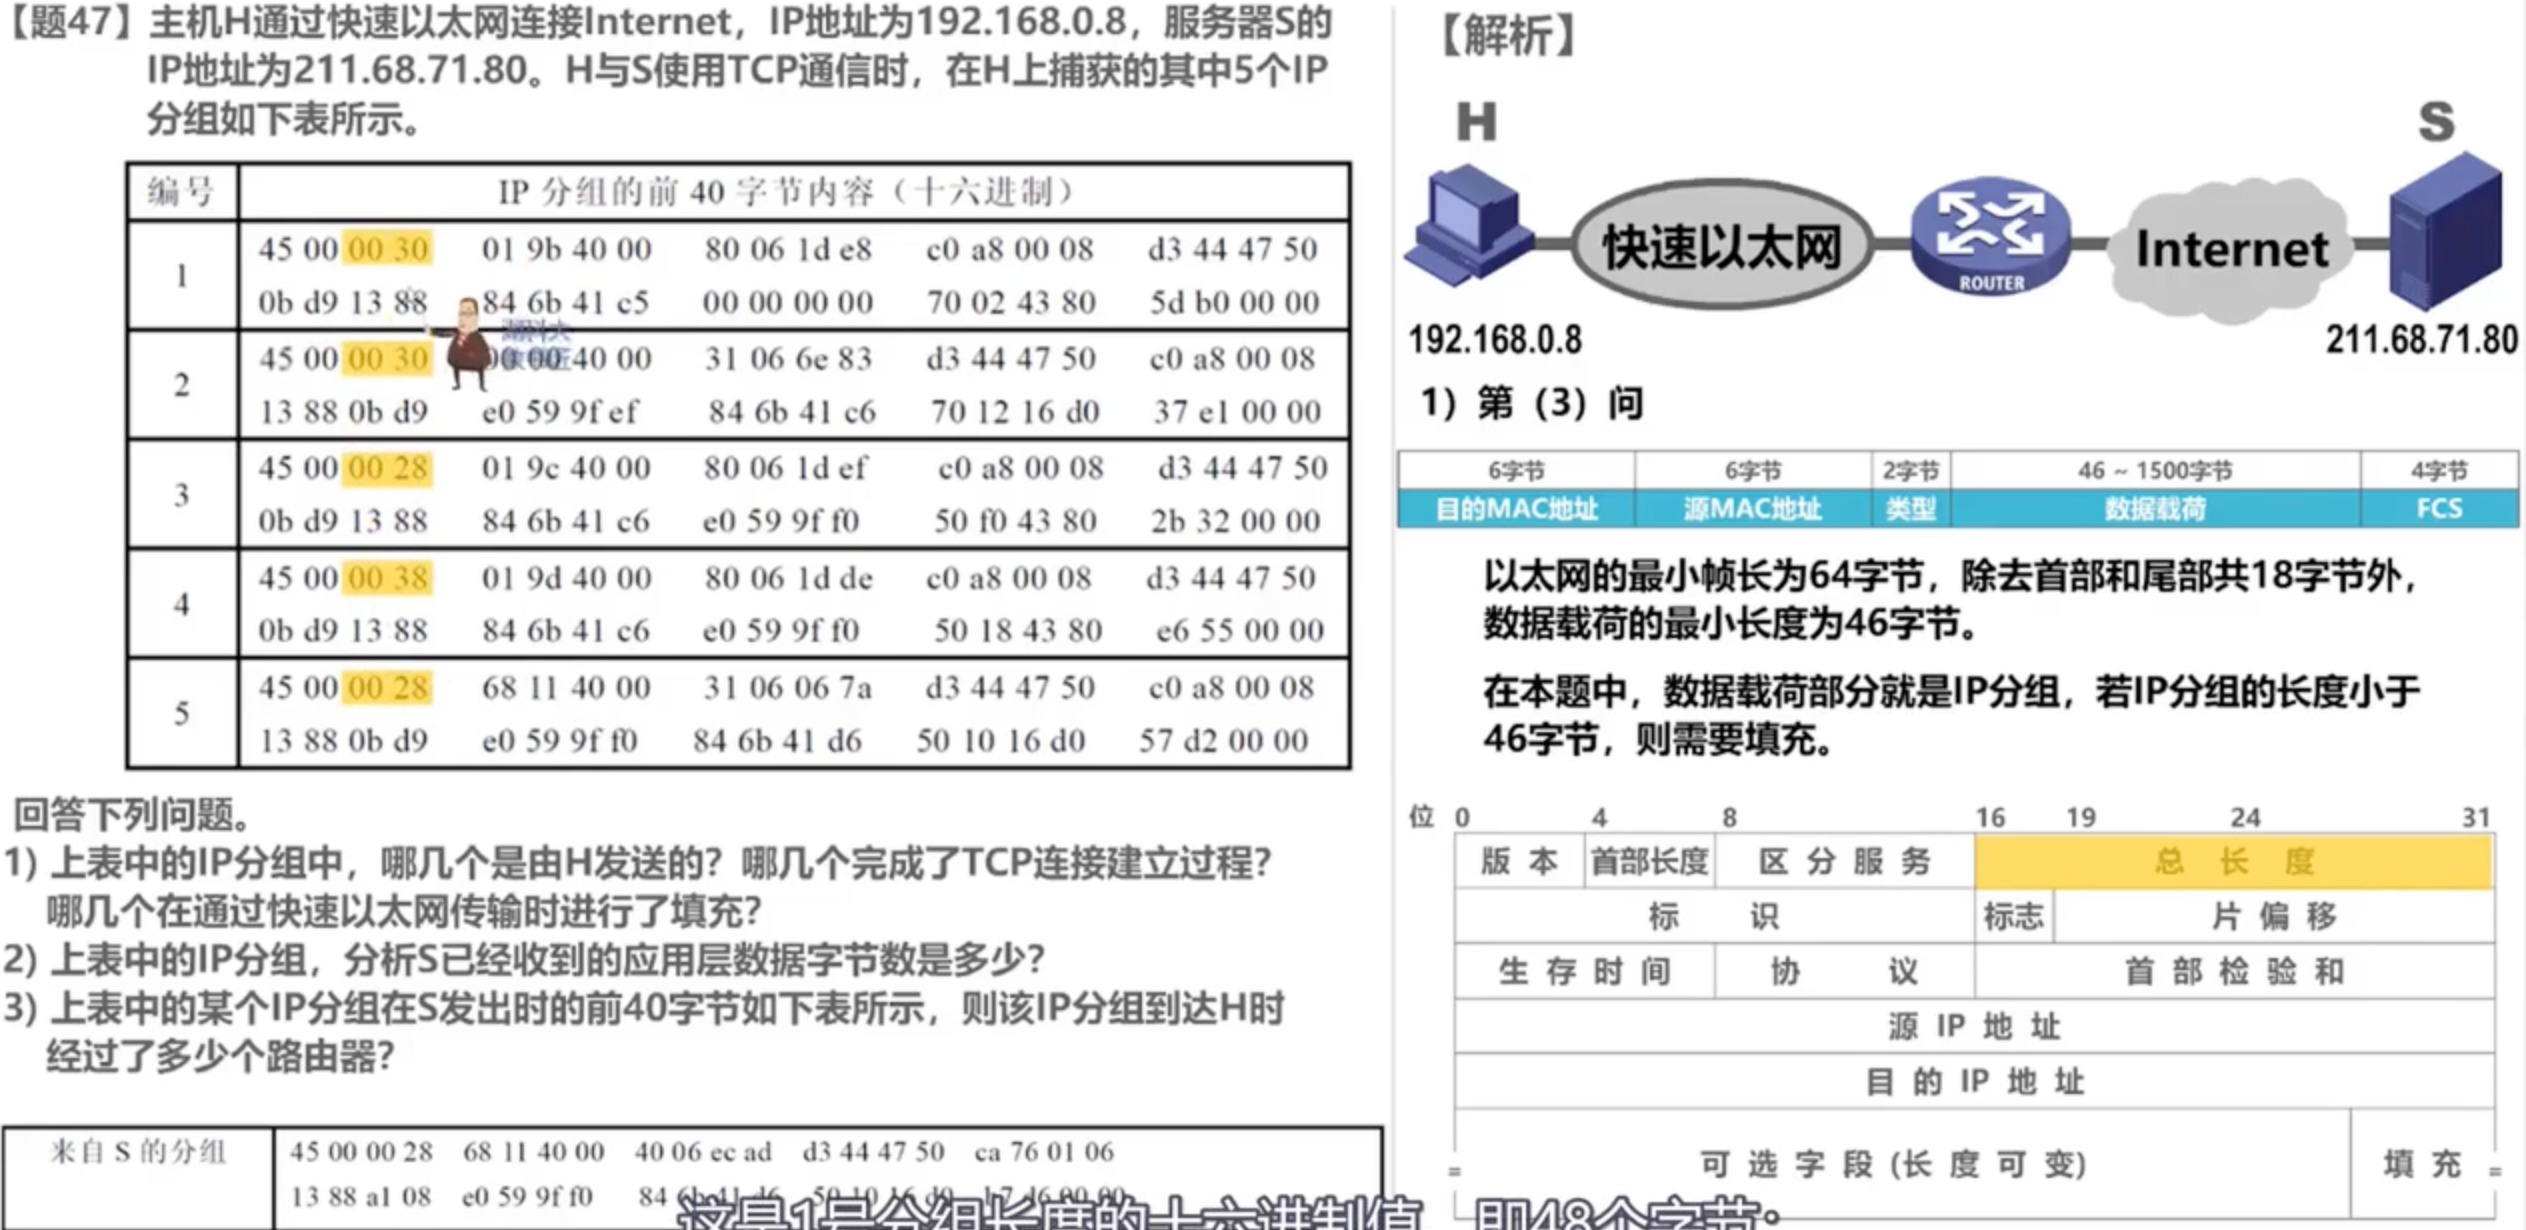 【题47】主机H通过快速以太网连接Internet，IP地址为192.168.0.8，服务器S的
IP地址为211.68.71.80。H与S使用TCP通信时，在H上捕获的其中5个IP
分组如下表所示。
编号 IP 分组的前 40 字节内容（十六进制）
1
45 00 00 30 01 9b 40 00 80 06 1d e8 c0 a8 00 08 d3 44 47 50
0b d9 13 88 84 6b 41 c5 00 00 00 00 70 02 43 80 5d b0 00 00
2
45 00 00 30 00 00 40 00 31 06 6e 83 d3 44 47 50 c0 a8 00 08
13 88 0b d9 e0 59 9f ef 84 6b 41 c6 70 12 16 d0 37 e1 00 00
3
45 00 00 28 01 9c 40 00 80 06 1d ef c0 a8 00 08 d3 44 47 50
0b d9 13 88 84 6b 41 c6 e0 59 9f f0 50 f0 43 80 2b 32 00 00
4
45 00 00 38 01 9d 40 00 80 06 1d de c0 a8 00 08 d3 44 47 50
0b d9 13 88 84 6b 41 c6 e0 59 9f f0 50 18 43 80 e6 55 00 00
5
45 00 00 28 68 11 40 00 31 06 06 7a d3 44 47 50 c0 a8 00 08
13 88 0b d9 e0 59 9f f0 84 6b 41 d6 50 10 16 d0 57 d2 00 00
回答下列问题。
1) 上表中的IP分组中，哪几个是由H发送的？哪几个完成了TCP连接建立过程？
哪几个在通过快速以太网传输时进行了填充？
2) 上表中的IP分组，分析S已经收到的应用层数据字节数是多少？
3) 上表中的某个IP分组在S发出时的前40字节如下表所示，则该IP分组到达H时
经过了多少个路由器？
来自 S 的分组
45 00 00 28 68 11 40 00 40 06 ec ad d3 44 47 50 ca 76 01 06
13 88 a1 08 e0 59 9f f0 84 6b 41 d6 50 10 16 d0 b7 d6 00 00
【解析】
H
S
快速以太网
ROUTER
Internet
192.168.0.8
211.68.71.80
1）第（3）问
6字节 6字节 2字节 46 ~ 1500字节 4字节
目的MAC地址 源MAC地址 类型 数据载荷 FCS
以太网的最小帧长为64字节，除去首部和尾部共18字节外，
数据载荷的最小长度为46字节。
在本题中，数据载荷部分就是IP分组，若IP分组的长度小于
46字节，则需要填充。
位 0 4 8 16 19 24 31
版 本 首部长度 区 分 服 务 总 长 度
标 识 标志 片 偏 移
生 存 时 间 协 议 首 部 检 验 和
源 IP 地 址
目 的 IP 地 址
可 选 字 段 (长 度 可 变) 填 充
这是1号分组长度的十六进制值，即48个字节；